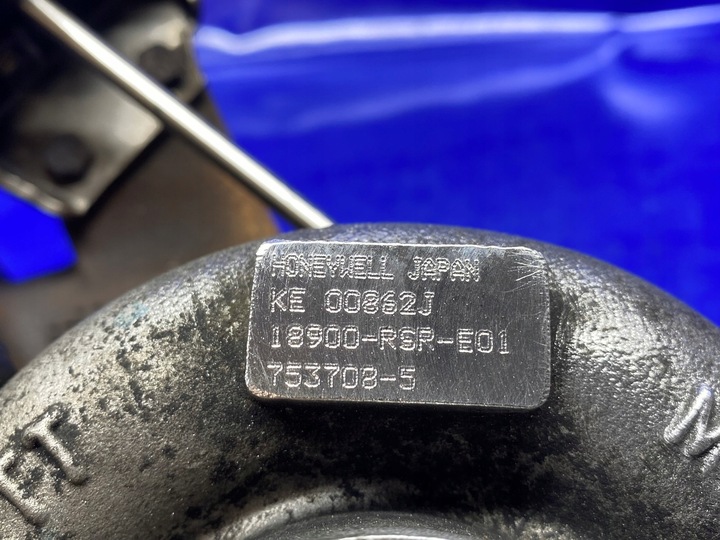 HONEYWELL JAPAN
KE 00862J
18900-RSR-E01
753708-5